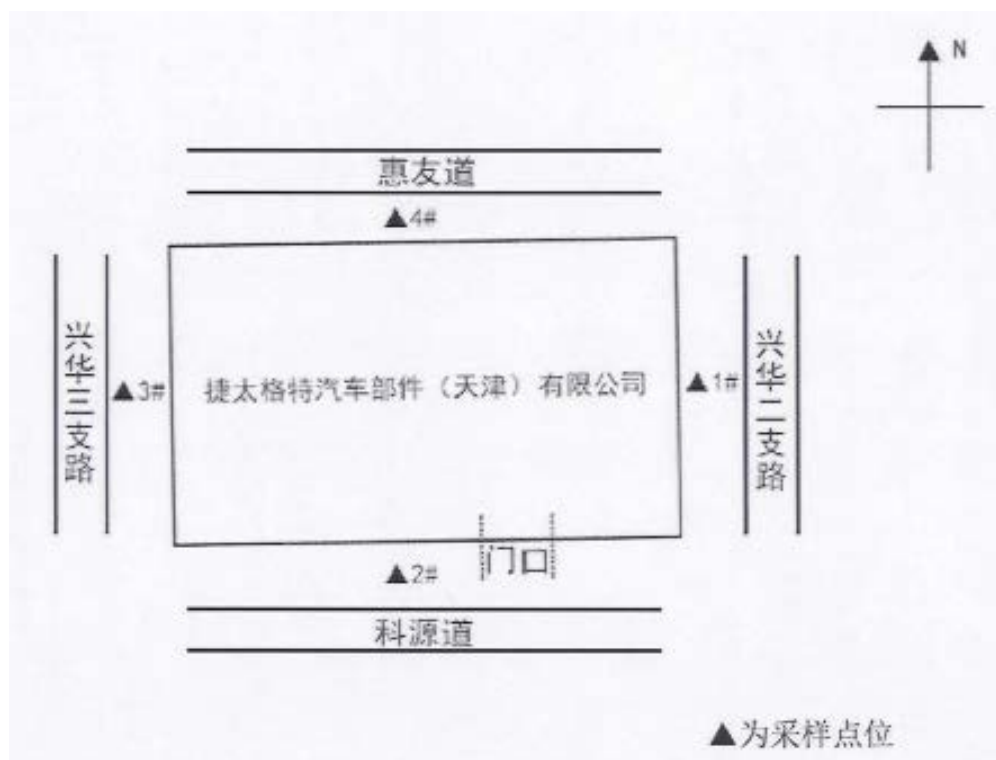 N
惠友道
▲4#
兴华三支路
▲3#
捷太格特汽车部件（天津）有限公司
▲1#
兴华二支路
▲2#
门口
科源道
▲为采样点位